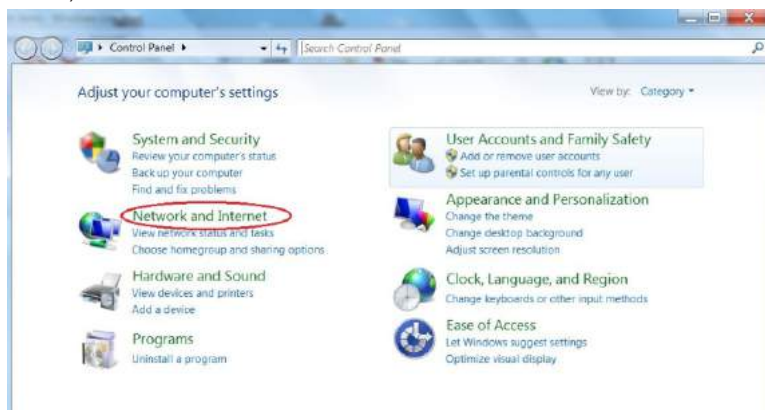 Control Panel
Search Control Panel
Adjust your computer's settings
View by: Category
System and Security
Review your computer's status
Back up your computer
Find and fix problems
Network and Internet
View network status and tasks
Choose homegroup and sharing options
Hardware and Sound
View devices and printers
Add a device
Programs
Uninstall a program
User Accounts and Family Safety
Add or remove user accounts
Set up parental controls for any user
Appearance and Personalization
Change the theme
Change desktop background
Adjust screen resolution
Clock, Language, and Region
Change keyboards or other input methods
Ease of Access
Let Windows suggest settings
Optimize visual display